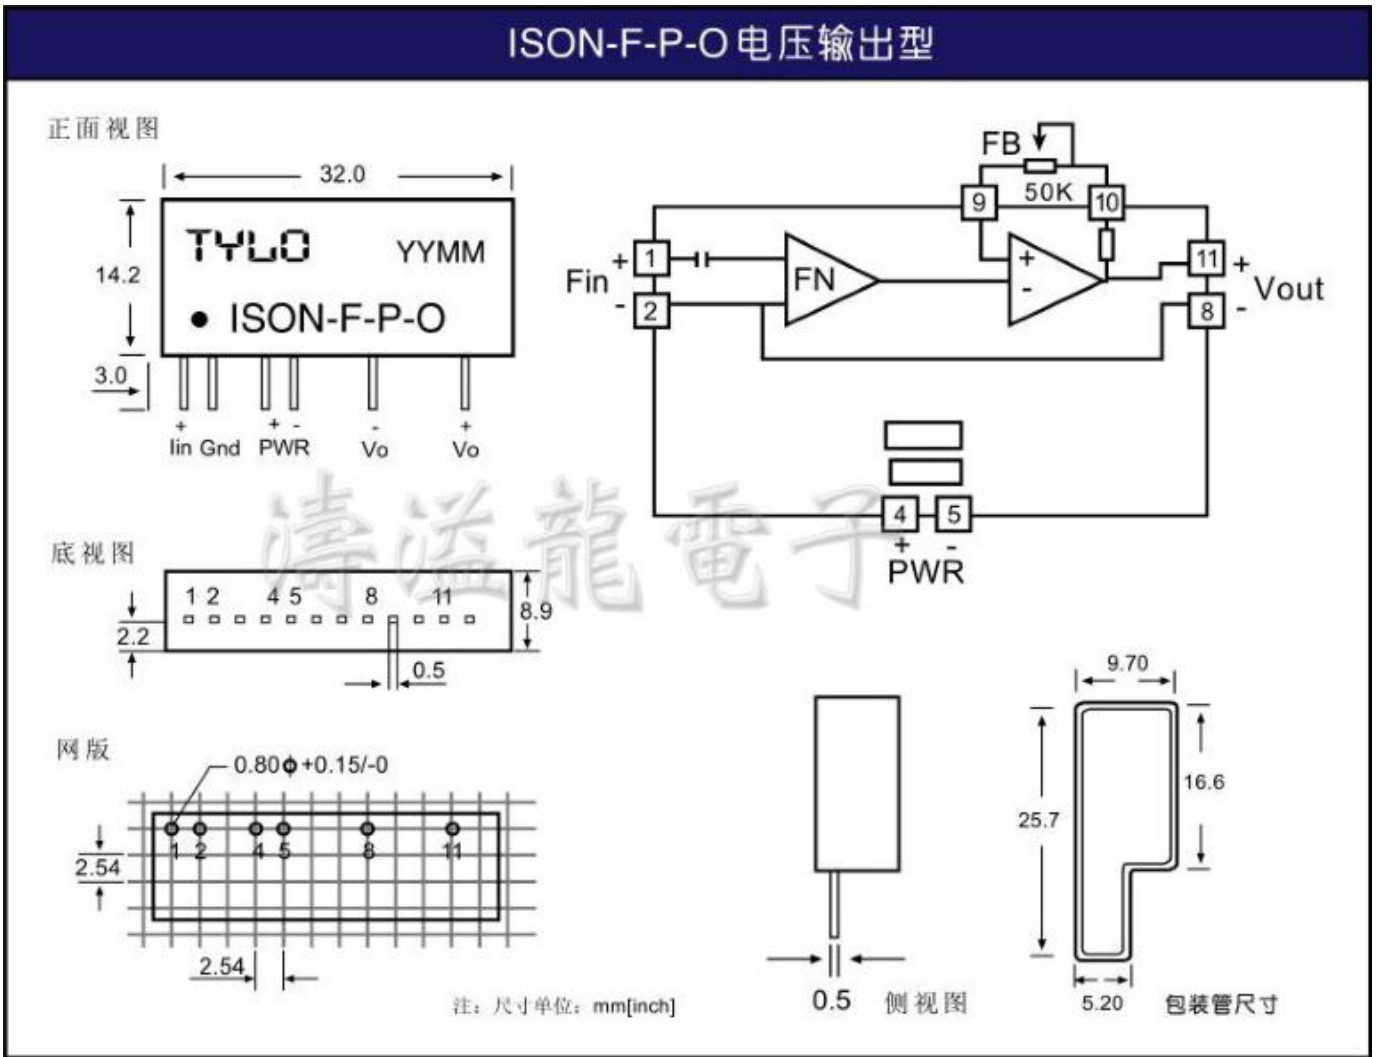 ISON-F-P-O 电压输出型
正面视图
32.0
14.2
TYLO YYMM
ISON-F-P-O
3.0
+ + - - +
Iin Gnd PWR Vo Vo
FB
50K
9 10
1 11
2 8
+ -
Fin
FN
+ -
+ -
Vout
4 5
+ -
PWR
濤溢龍電子
底视图
1 2 4 5 8 11
8.9
2.2
0.5
网版
0.80ϕ+0.15/-0
1 2 4 5 8 11
2.54
2.54
注: 尺寸单位: mm[inch]
0.5 侧视图
9.70
16.6
25.7
5.20 包装管尺寸